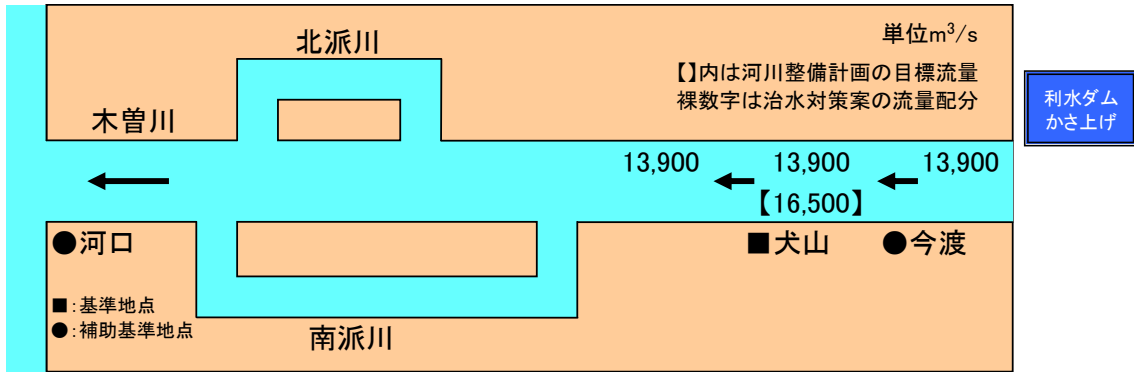 北派川
単位m³/s
【】内は河川整備計画の目標流量
裸数字は治水対策案の流量配分
利水ダム
かさ上げ
木曽川
13,900 13,900 13,900
【16,500】
●河口
■犬山
●今渡
■:基準地点
●:補助基準地点
南派川